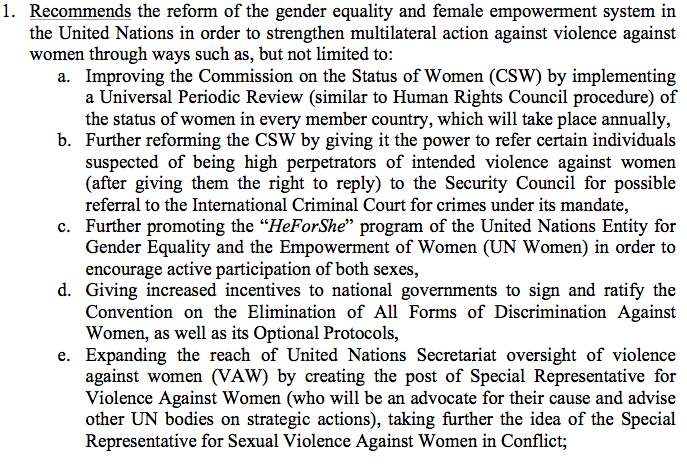 1. Recommends the reform of the gender equality and female empowerment system in
the United Nations in order to strengthen multilateral action against violence against
women through ways such as, but not limited to:
a. Improving the Commission on the Status of Women (CSW) by implementing
a Universal Periodic Review (similar to Human Rights Council procedure) of
the status of women in every member country, which will take place annually,
b. Further reforming the CSW by giving it the power to refer certain individuals
suspected of being high perpetrators of intended violence against women
(after giving them the right to reply) to the Security Council for possible
referral to the International Criminal Court for crimes under its mandate,
c. Further promoting the “HeForShe” program of the United Nations Entity for
Gender Equality and the Empowerment of Women (UN Women) in order to
encourage active participation of both sexes,
d. Giving increased incentives to national governments to sign and ratify the
Convention on the Elimination of All Forms of Discrimination Against
Women, as well as its Optional Protocols,
e. Expanding the reach of United Nations Secretariat oversight of violence
against women (VAW) by creating the post of Special Representative for
Violence Against Women (who will be an advocate for their cause and advise
other UN bodies on strategic actions), taking further the idea of the Special
Representative for Sexual Violence Against Women in Conflict;